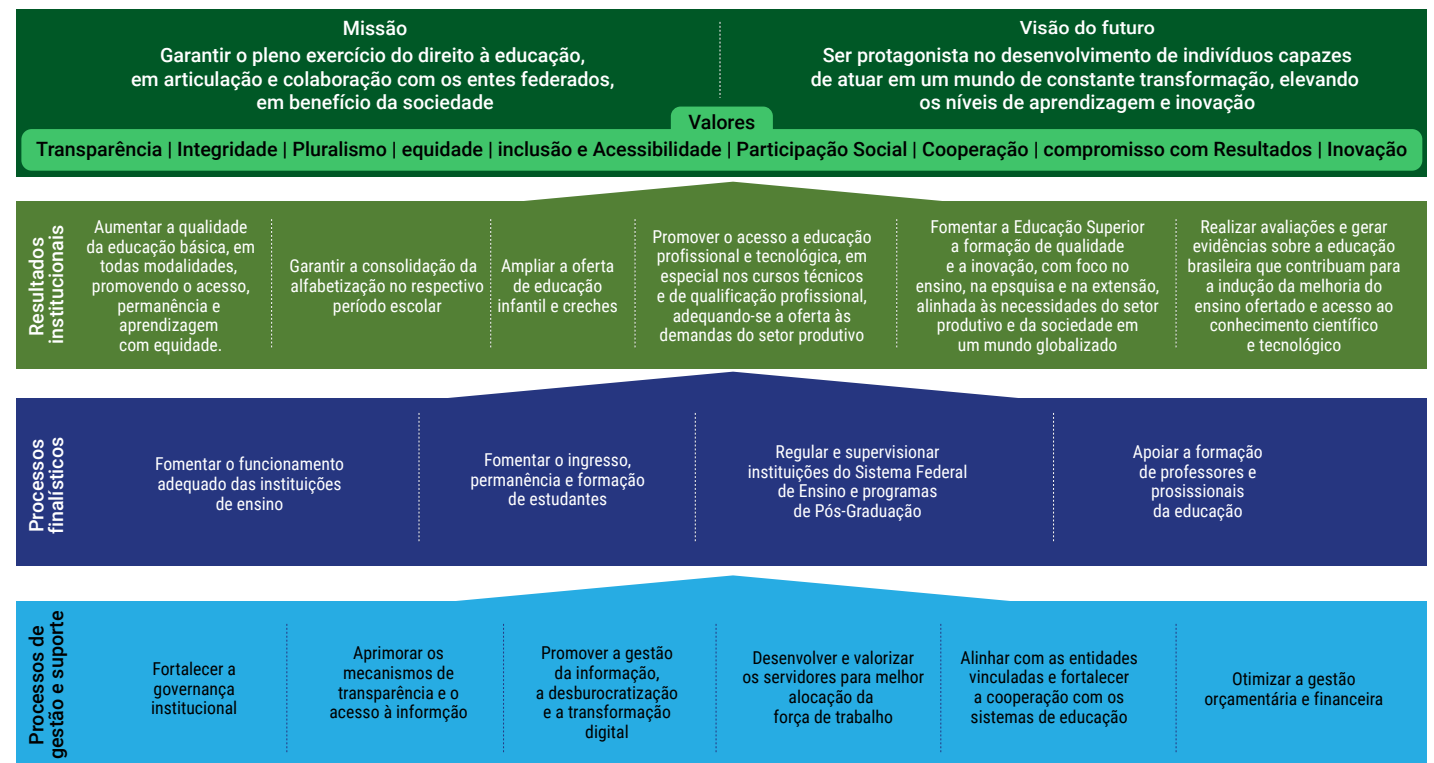 Missão
Garantir o pleno exercício do direito à educação,
em articulação e colaboração com os entes federados,
em benefício da sociedade
Visão do futuro
Ser protagonista no desenvolvimento de indivíduos capazes
de atuar em um mundo de constante transformação, elevando
os níveis de aprendizagem e inovação
Valores
Transparência | Integridade | Pluralismo | equidade | inclusão e Acessibilidade | Participação Social | Cooperação | compromisso com Resultados | Inovação
Resultados
institucionais
Aumentar a qualidade
da educação básica, em
todas modalidades,
promovendo o acesso,
permanência e
aprendizagem
com equidade.
Garantir a consolidação da
alfabetização no respectivo
período escolar
Ampliar a oferta
de educação
infantil e creches
Promover o acesso a educação
profissional e tecnológica, em
especial nos cursos técnicos
e de qualificação profissional,
adequando-se a oferta às
demandas do setor produtivo
Fomentar a Educação Superior
a formação de qualidade
e a inovação, com foco no
ensino, na epsquisa e na extensão,
alinhada às necessidades do setor
produtivo e da sociedade em
um mundo globalizado
Realizar avaliações e gerar
evidências sobre a educação
brasileira que contribuam para
a indução da melhoria do
ensino ofertado e acesso ao
conhecimento científico
e tecnológico
Processos
finalísticos
Fomentar o funcionamento
adequado das instituições
de ensino
Fomentar o ingresso,
permanência e formação
de estudantes
Regular e supervisionar
instituições do Sistema Federal
de Ensino e programas
de Pós-Graduação
Apoiar a formação
de professores e
prosissionais
da educação
Processos de
gestão e suporte
Fortalecer a
governança
institucional
Aprimorar os
mecanismos de
transparência e o
acesso à informção
Promover a gestão
da informação,
a desburocratização
e a transformação
digital
Desenvolver e valorizar
os servidores para melhor
alocação da
força de trabalho
Alinhar com as entidades
vinculadas e fortalecer
a cooperação com os
sistemas de educação
Otimizar a gestão
orçamentária e financeira